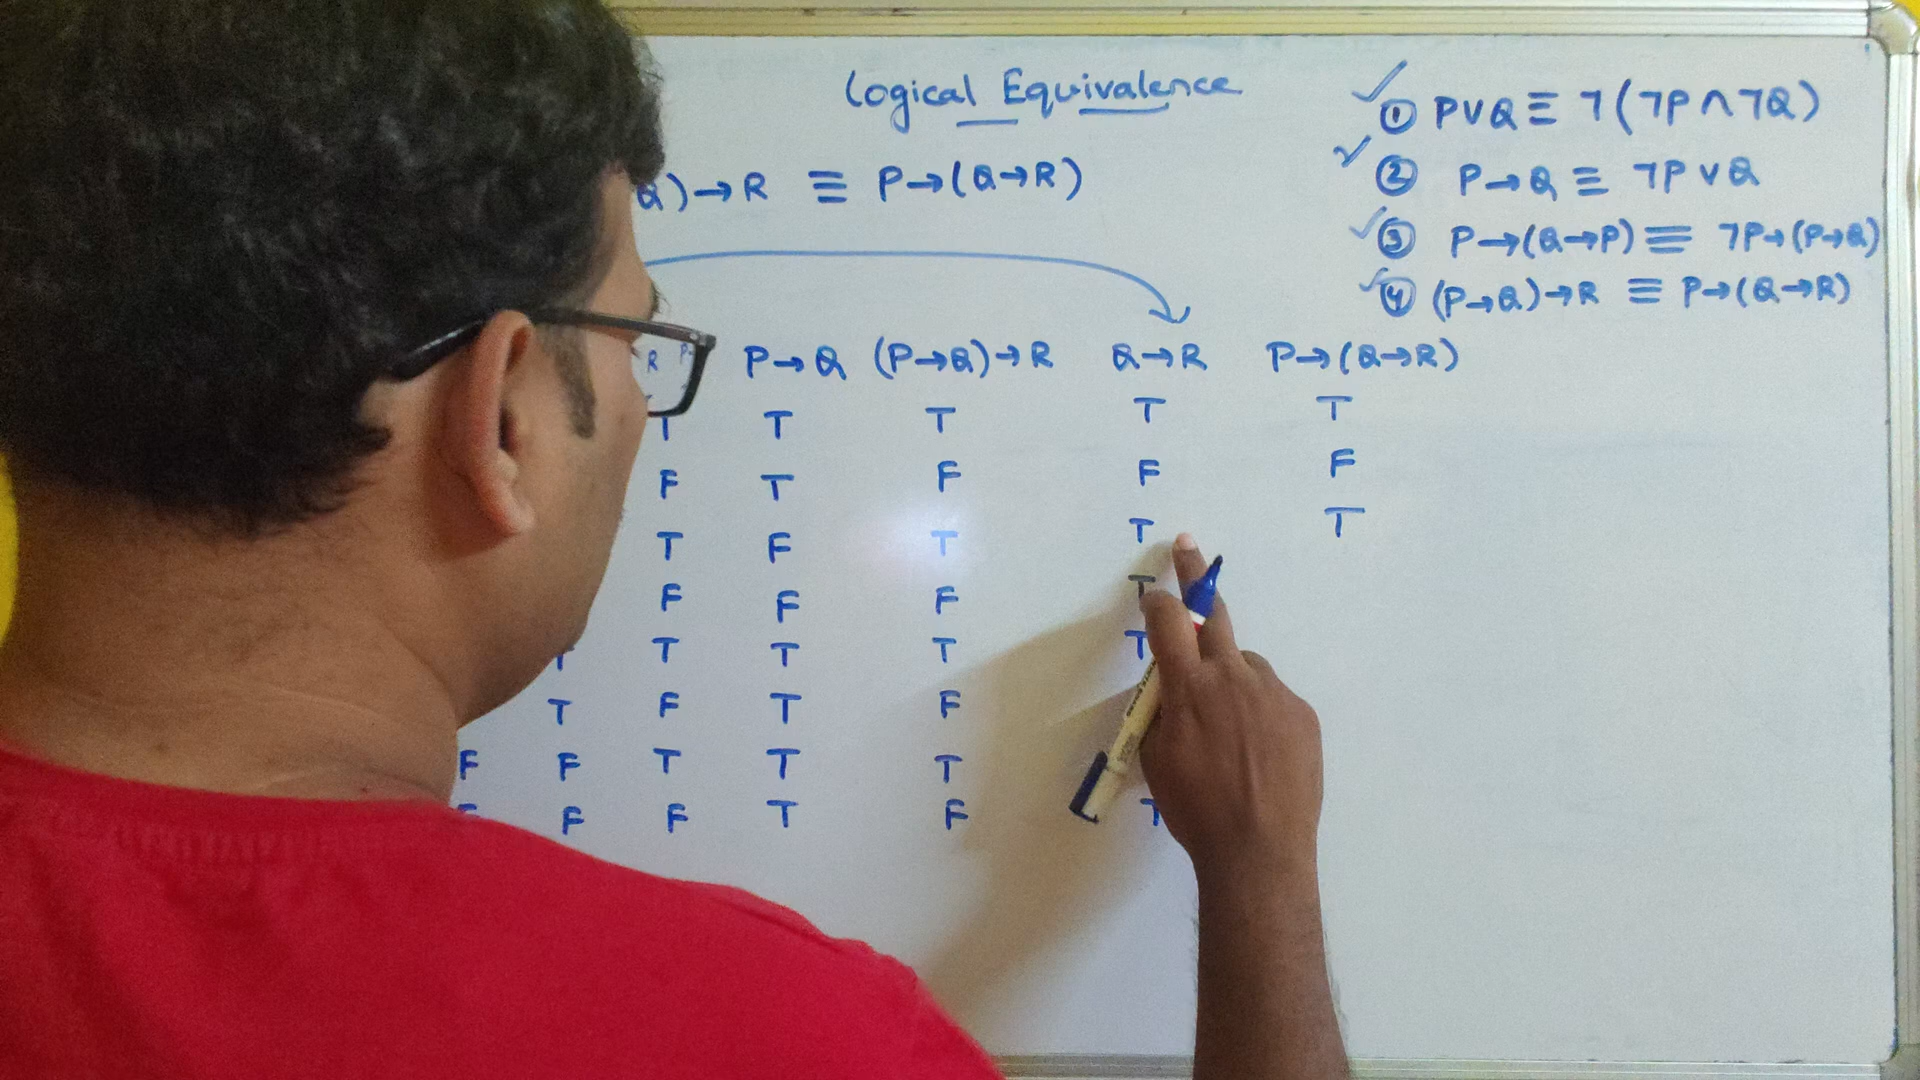 Logical Equivalence
① P∨Q ≡ ¬(¬P∧¬Q)
② P→Q ≡ ¬P∨Q
③ P→(Q→P) ≡ ¬P→(P→Q)
④ (P→Q)→R ≡ P→(Q→R)
Q)→R ≡ P→(Q→R)
R P→Q (P→Q)→R Q→R P→(Q→R)
T T T T T
F T F F F
T F T T T
F F F T
T T T T T
T F T F
F F T T T
F F T F T